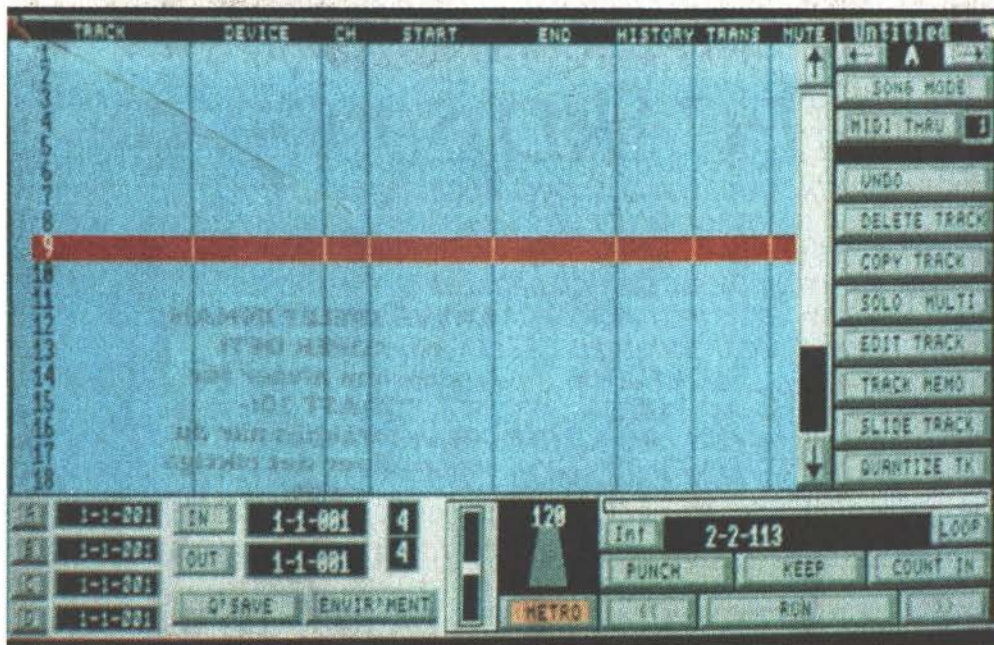 TRACK DEVICE CH START END HISTORY TRANS MUTE
Untitled
A
SONG MODE
MIDI THRU 1
1
2
3
4
5
6
7
8
9
10
11
12
13
14
15
16
17
18
UNDO
DELETE TRACK
COPY TRACK
SOLO MULTI
EDIT TRACK
TRACK MEMO
SLIDE TRACK
QUANTIZE TK
A 1-1-001 IN 1-1-001 4
B 1-1-001 OUT 1-1-001 4
C 1-1-001
D 1-1-001
Q'SAVE ENVIR'MENT
120
METRO
Int 2-2-113 LOOP
PUNCH KEEP COUNT IN
<< RUN >>